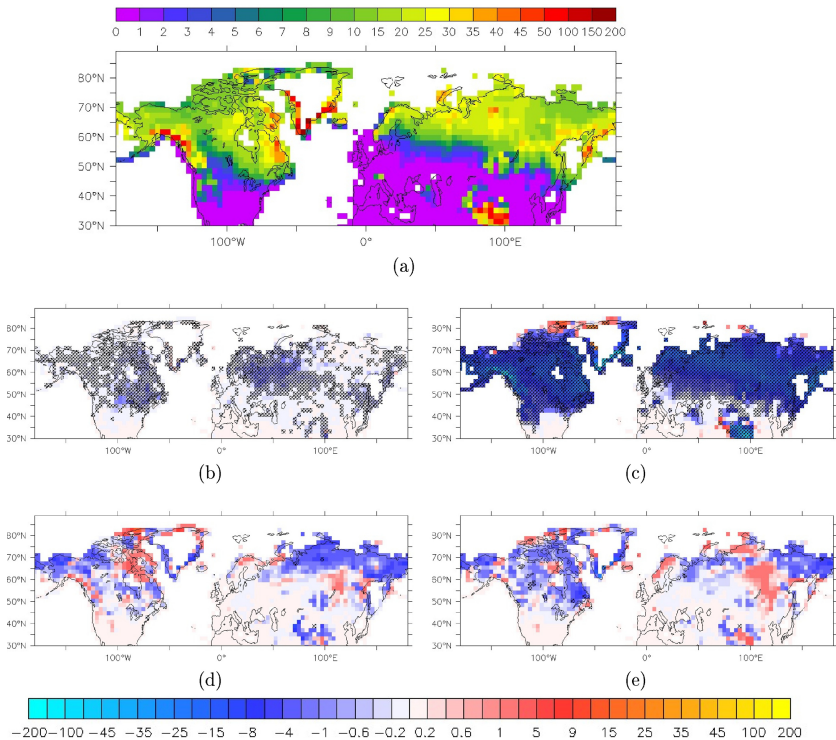 0 1 2 3 4 5 6 7 9 10 15 20 25 30 35 40 45 50 100 150 200
80°N
70°N
60°N
50°N
40°N
30°N
100°W 0° 100°E
(a)
80°N 80°N
70°N 70°N
60°N 60°N
50°N 50°N
40°N 40°N
30°N 30°N
100°W 0° 100°E 100°W 0° 100°E
(b) (c)
80°N 80°N
70°N 70°N
60°N 60°N
50°N 50°N
40°N 40°N
30°N 30°N
100°W 0° 100°E 100°W 0° 100°E
(d) (e)
−200 −100 −45 −35 −25 −15 −8 −4 −1 −0.6 −0.2 0.2 0.6 1 5 9 15 25 35 45 100 200